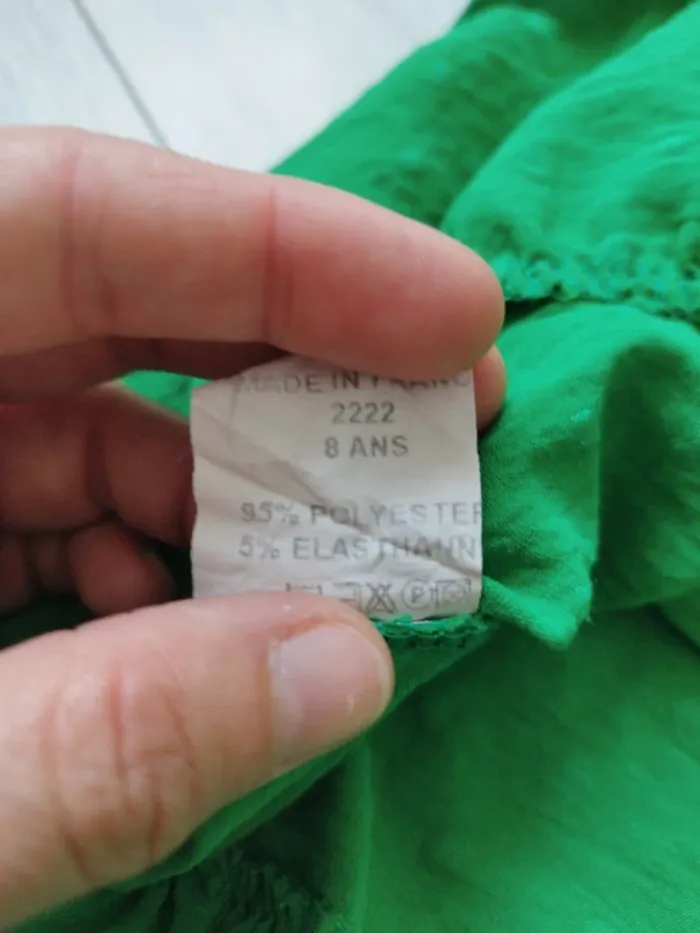 MADE IN FRANC
2222
8 ANS
95% POLYESTER
5% ELASTHANN
P